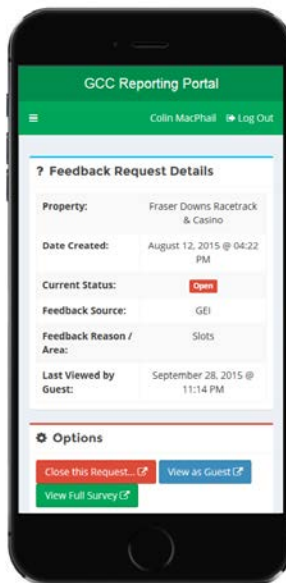 GCC Reporting Portal
Colin MacPhail Log Out
? Feedback Request Details
Property: Fraser Downs Racetrack
& Casino
Date Created: August 12, 2015 @ 04:22
PM
Current Status: Open
Feedback Source: GEI
Feedback Reason / Slots
Area:
Last Viewed by September 28, 2015 @
Guest: 11:14 PM
Options
Close this Request... View as Guest
View Full Survey